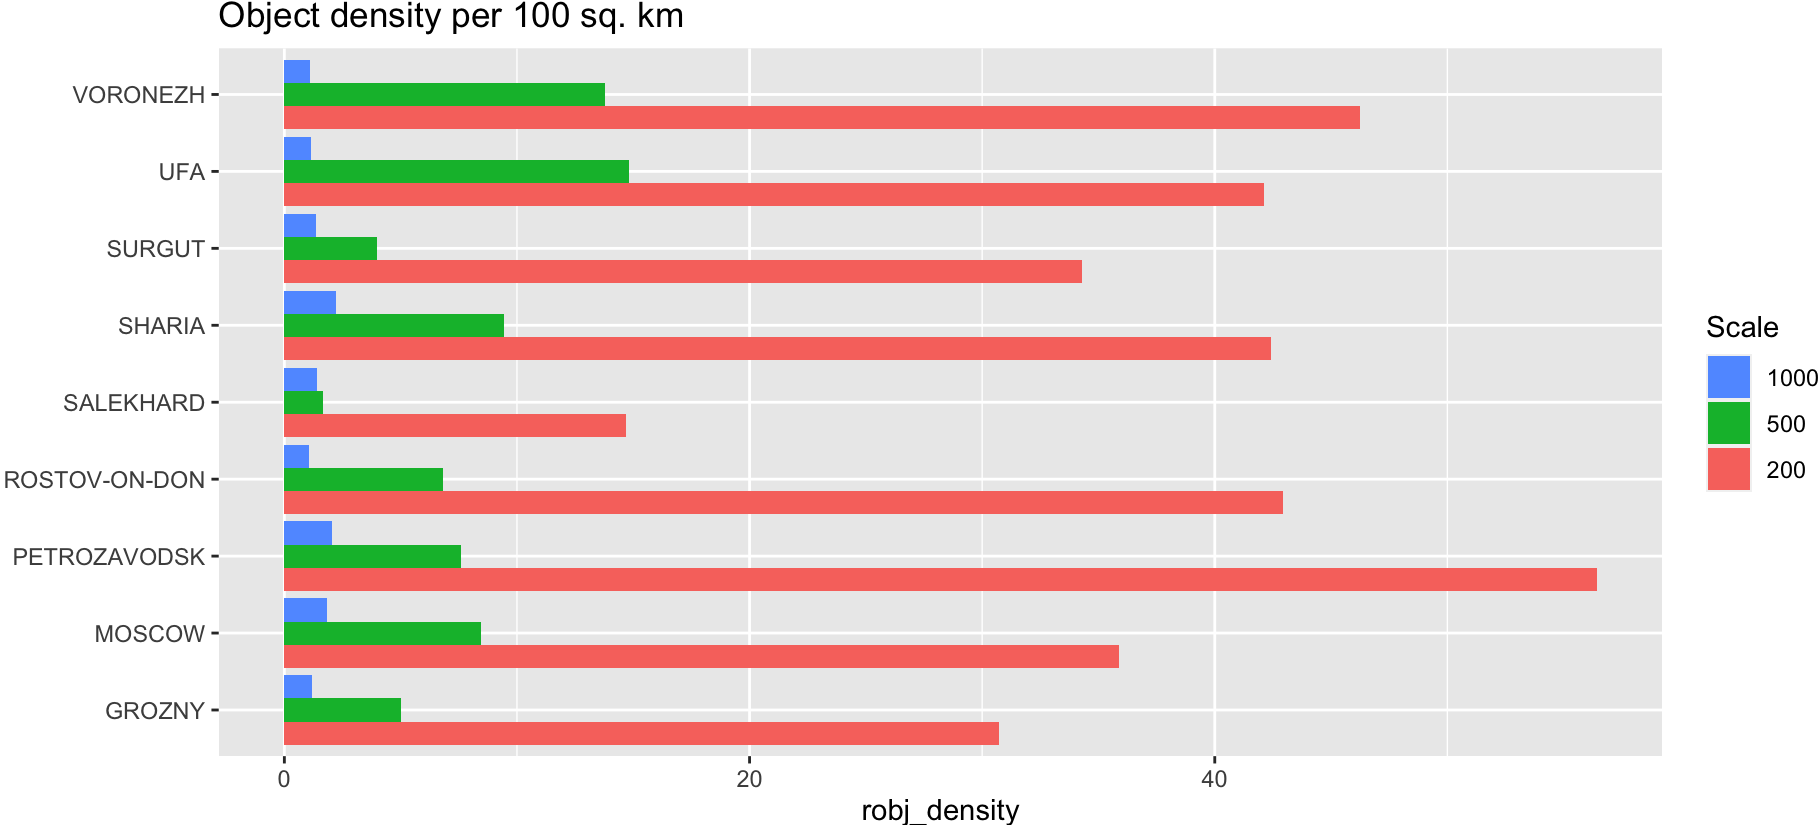 Object density per 100 sq. km
VORONEZH
UFA
SURGUT
SHARIA
SALEKHARD
ROSTOV-ON-DON
PETROZAVODSK
MOSCOW
GROZNY
0 20 40
robj_density
Scale
1000
500
200